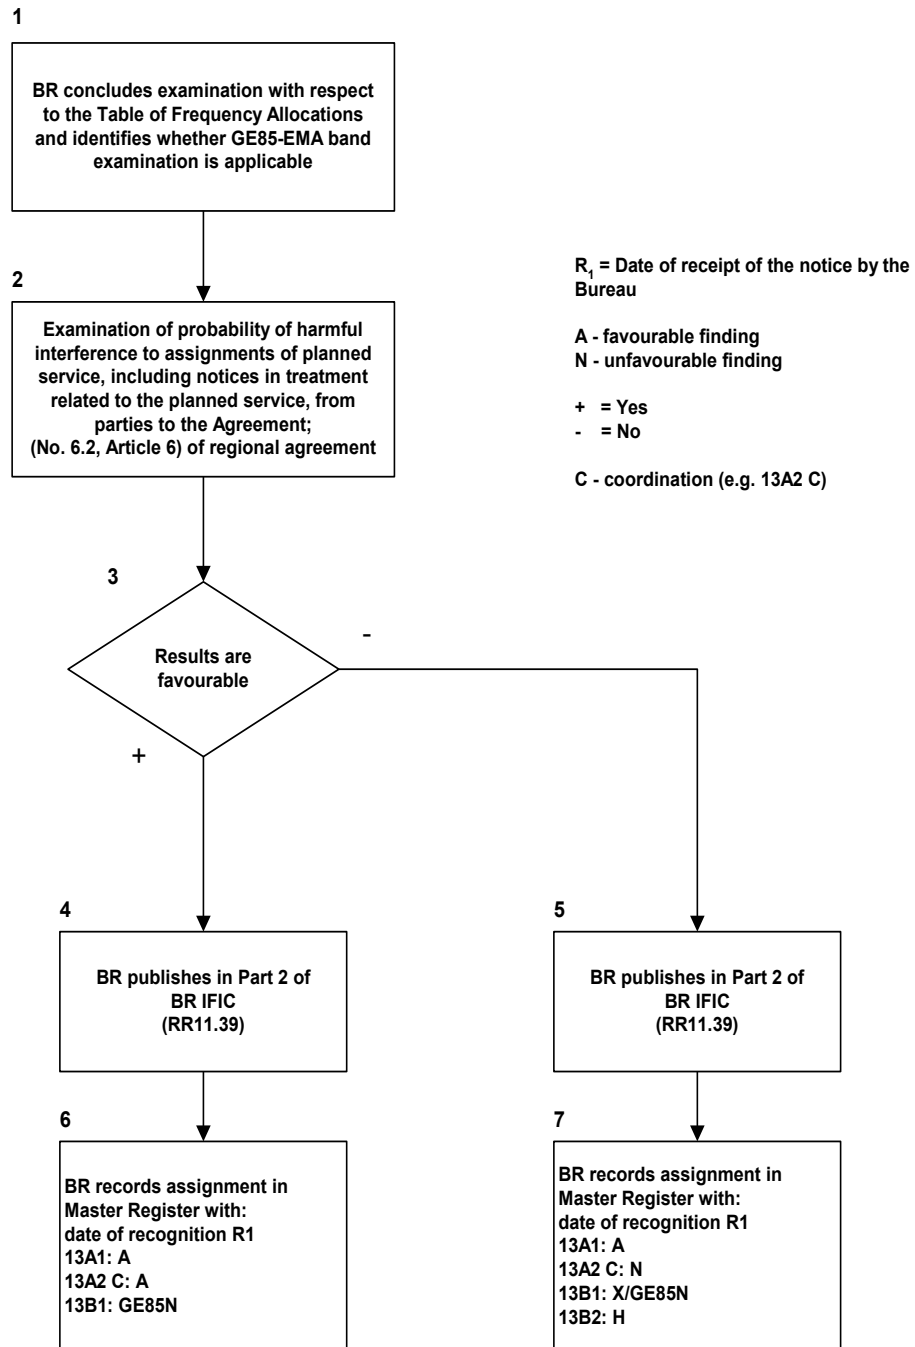 1
BR concludes examination with respect
to the Table of Frequency Allocations
and identifies whether GE85-EMA band
examination is applicable
R1 = Date of receipt of the notice by the
Bureau
A - favourable finding
N - unfavourable finding
+ = Yes
- = No
C - coordination (e.g. 13A2 C)
2
Examination of probability of harmful
interference to assignments of planned
service, including notices in treatment
related to the planned service, from
parties to the Agreement;
(No. 6.2, Article 6) of regional agreement
3
Results are
favourable
-
+
4
BR publishes in Part 2 of
BR IFIC
(RR11.39)
5
BR publishes in Part 2 of
BR IFIC
(RR11.39)
6
BR records assignment in
Master Register with:
date of recognition R1
13A1: A
13A2 C: A
13B1: GE85N
7
BR records assignment in
Master Register with:
date of recognition R1
13A1: A
13A2 C: N
13B1: X/GE85N
13B2: H